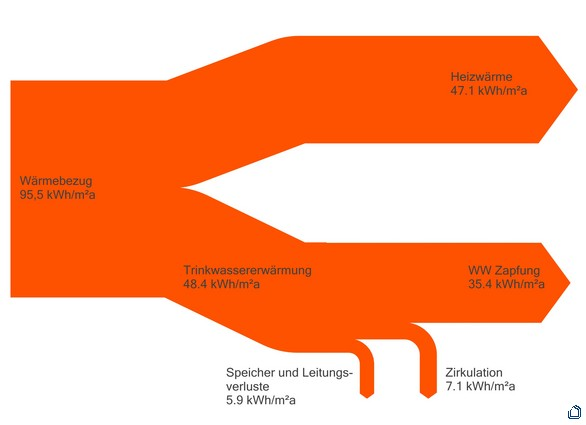 Heizwärme
47.1 kWh/m²a
Wärmebezug
95,5 kWh/m²a
Trinkwassererwärmung
48.4 kWh/m²a
WW Zapfung
35.4 kWh/m²a
Speicher und Leitungs-
verluste
5.9 kWh/m²a
Zirkulation
7.1 kWh/m²a